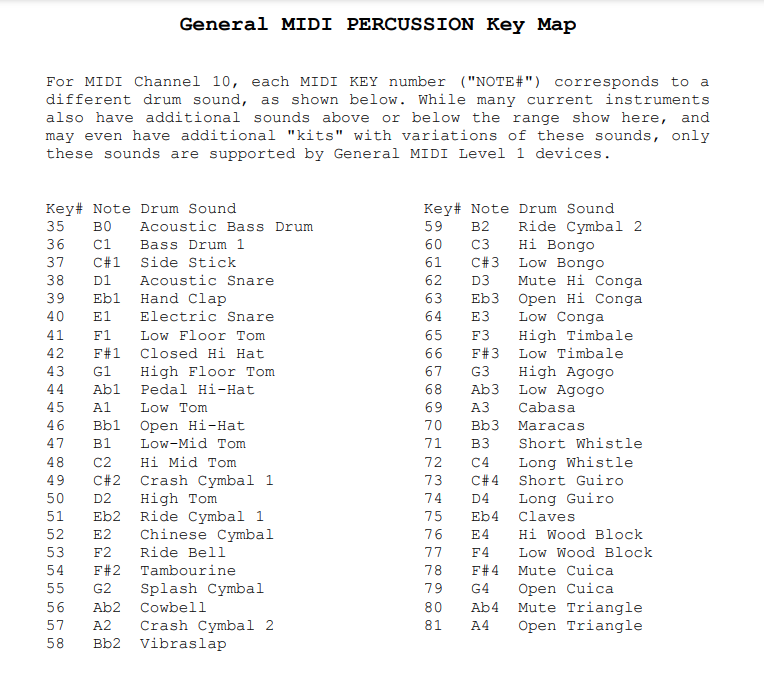 General MIDI PERCUSSION Key Map
For MIDI Channel 10, each MIDI KEY number ("NOTE#") corresponds to a
different drum sound, as shown below. While many current instruments
also have additional sounds above or below the range show here, and
may even have additional "kits" with variations of these sounds, only
these sounds are supported by General MIDI Level 1 devices.
Key# Note Drum Sound
35 B0 Acoustic Bass Drum
36 C1 Bass Drum 1
37 C#1 Side Stick
38 D1 Acoustic Snare
39 Eb1 Hand Clap
40 E1 Electric Snare
41 F1 Low Floor Tom
42 F#1 Closed Hi Hat
43 G1 High Floor Tom
44 Ab1 Pedal Hi-Hat
45 A1 Low Tom
46 Bb1 Open Hi-Hat
47 B1 Low-Mid Tom
48 C2 Hi Mid Tom
49 C#2 Crash Cymbal 1
50 D2 High Tom
51 Eb2 Ride Cymbal 1
52 E2 Chinese Cymbal
53 F2 Ride Bell
54 F#2 Tambourine
55 G2 Splash Cymbal
56 Ab2 Cowbell
57 A2 Crash Cymbal 2
58 Bb2 Vibraslap
Key# Note Drum Sound
59 B2 Ride Cymbal 2
60 C3 Hi Bongo
61 C#3 Low Bongo
62 D3 Mute Hi Conga
63 Eb3 Open Hi Conga
64 E3 Low Conga
65 F3 High Timbale
66 F#3 Low Timbale
67 G3 High Agogo
68 Ab3 Low Agogo
69 A3 Cabasa
70 Bb3 Maracas
71 B3 Short Whistle
72 C4 Long Whistle
73 C#4 Short Guiro
74 D4 Long Guiro
75 Eb4 Claves
76 E4 Hi Wood Block
77 F4 Low Wood Block
78 F#4 Mute Cuica
79 G4 Open Cuica
80 Ab4 Mute Triangle
81 A4 Open Triangle